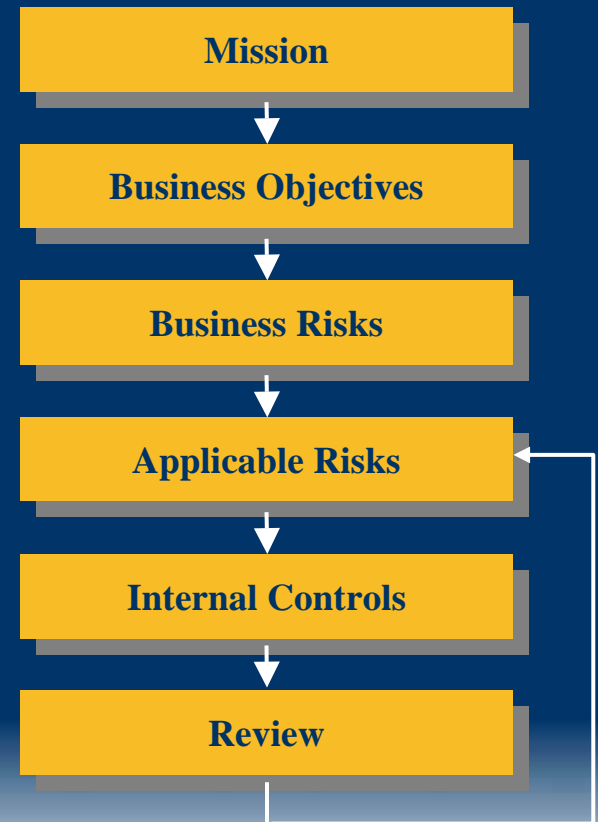 Mission
Business Objectives
Business Risks
Applicable Risks
Internal Controls
Review